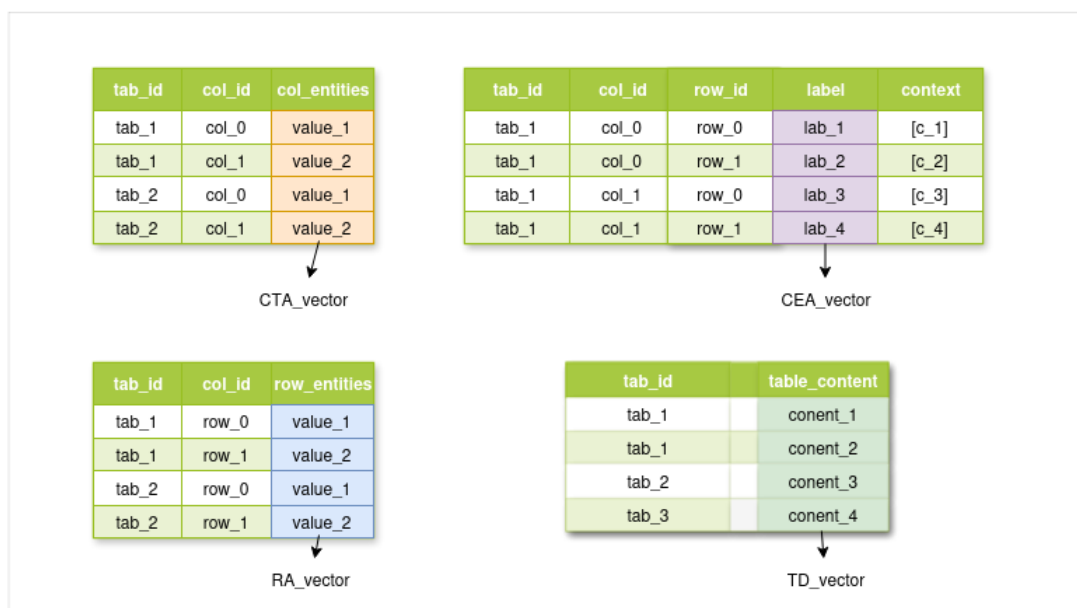 tab_id col_id col_entities
tab_1 col_0 value_1
tab_1 col_1 value_2
tab_2 col_0 value_1
tab_2 col_1 value_2
CTA_vector
tab_id col_id row_id label context
tab_1 col_0 row_0 lab_1 [c_1]
tab_1 col_0 row_1 lab_2 [c_2]
tab_1 col_1 row_0 lab_3 [c_3]
tab_1 col_1 row_1 lab_4 [c_4]
CEA_vector
tab_id col_id row_entities
tab_1 row_0 value_1
tab_1 row_1 value_2
tab_2 row_0 value_1
tab_2 row_1 value_2
RA_vector
tab_id table_content
tab_1 conent_1
tab_1 conent_2
tab_2 conent_3
tab_3 conent_4
TD_vector